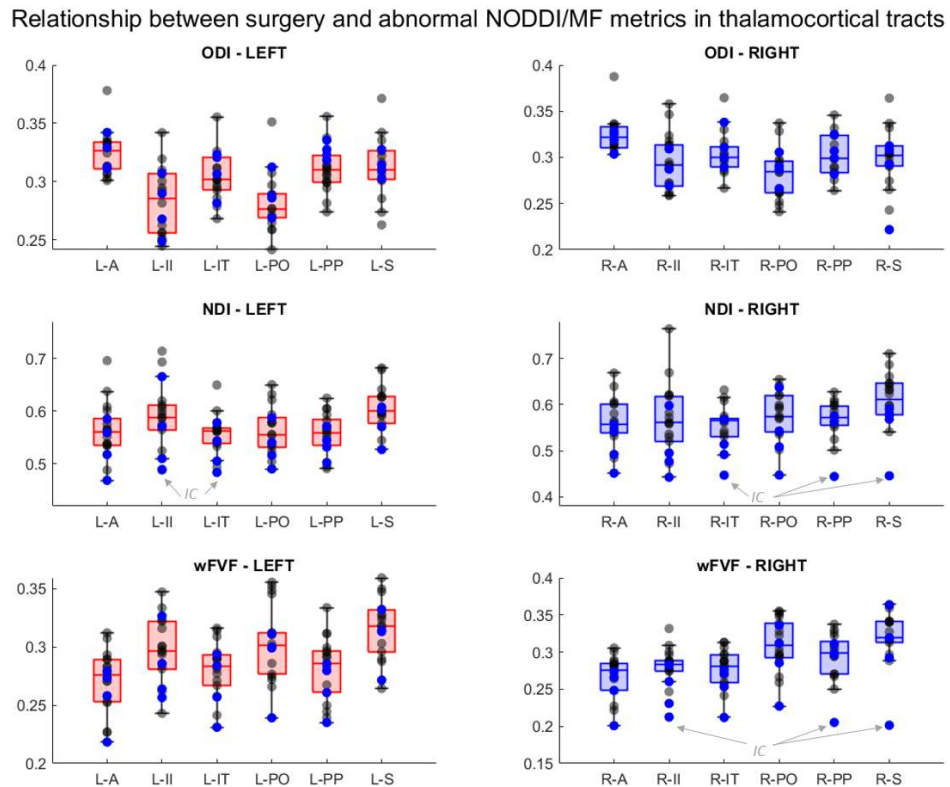 Relationship between surgery and abnormal NODDI/MF metrics in thalamocortical tracts
ODI - LEFT
0.4
0.35
0.3
0.25
L-A L-II L-IT L-PO L-PP L-S
ODI - RIGHT
0.4
0.35
0.3
0.25
0.2
R-A R-II R-IT R-PO R-PP R-S
NDI - LEFT
0.7
0.6
0.5
IC
L-A L-II L-IT L-PO L-PP L-S
NDI - RIGHT
0.7
0.6
0.5
0.4
IC
R-A R-II R-IT R-PO R-PP R-S
wFVF - LEFT
0.35
0.3
0.25
0.2
L-A L-II L-IT L-PO L-PP L-S
wFVF - RIGHT
0.4
0.35
0.3
0.25
0.2
0.15
IC
R-A R-II R-IT R-PO R-PP R-S